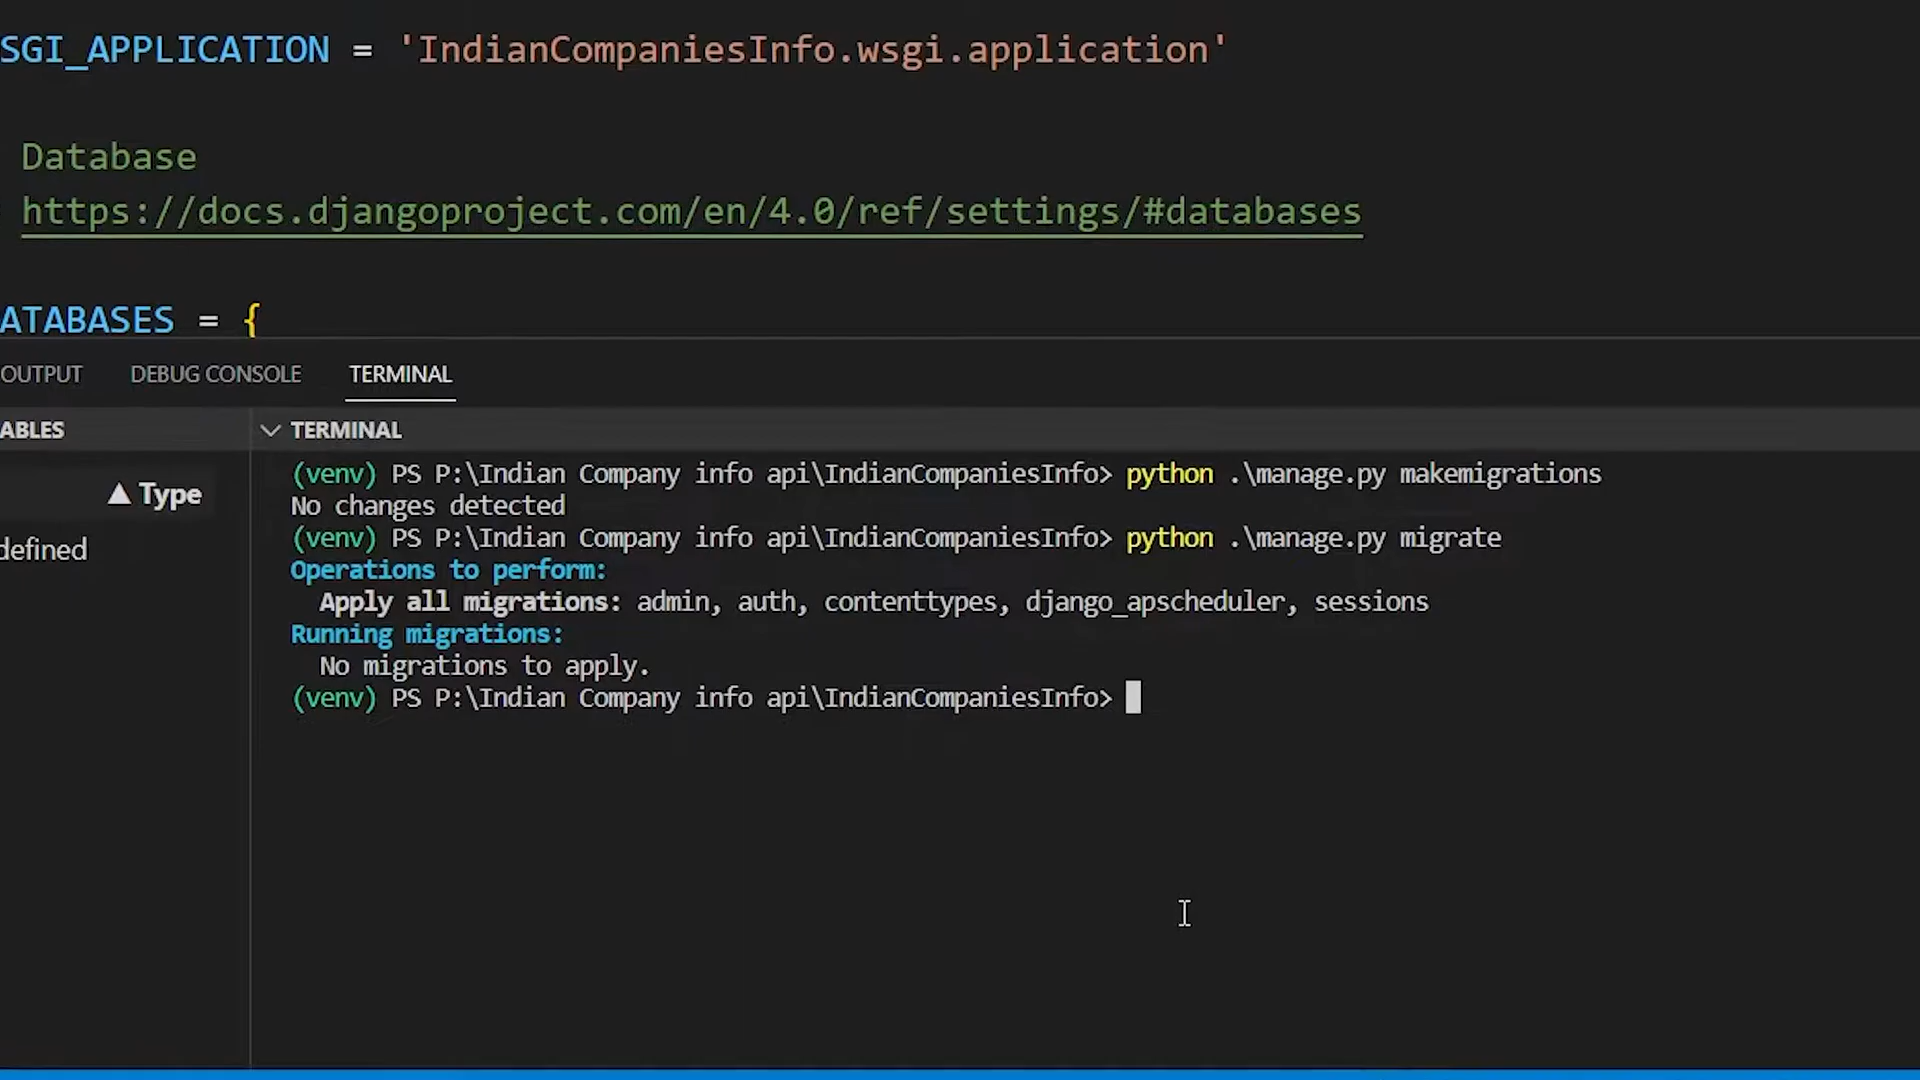 SGI_APPLICATION = 'IndianCompaniesInfo.wsgi.application'
Database
https://docs.djangoproject.com/en/4.0/ref/settings/#databases
ATABASES = {
OUTPUT DEBUG CONSOLE TERMINAL
ABLES TERMINAL
(venv) PS P:\Indian Company info api\IndianCompaniesInfo> python .\manage.py makemigrations
No changes detected
(venv) PS P:\Indian Company info api\IndianCompaniesInfo> python .\manage.py migrate
Operations to perform:
Apply all migrations: admin, auth, contenttypes, django_apscheduler, sessions
Running migrations:
No migrations to apply.
(venv) PS P:\Indian Company info api\IndianCompaniesInfo>
Type
defined